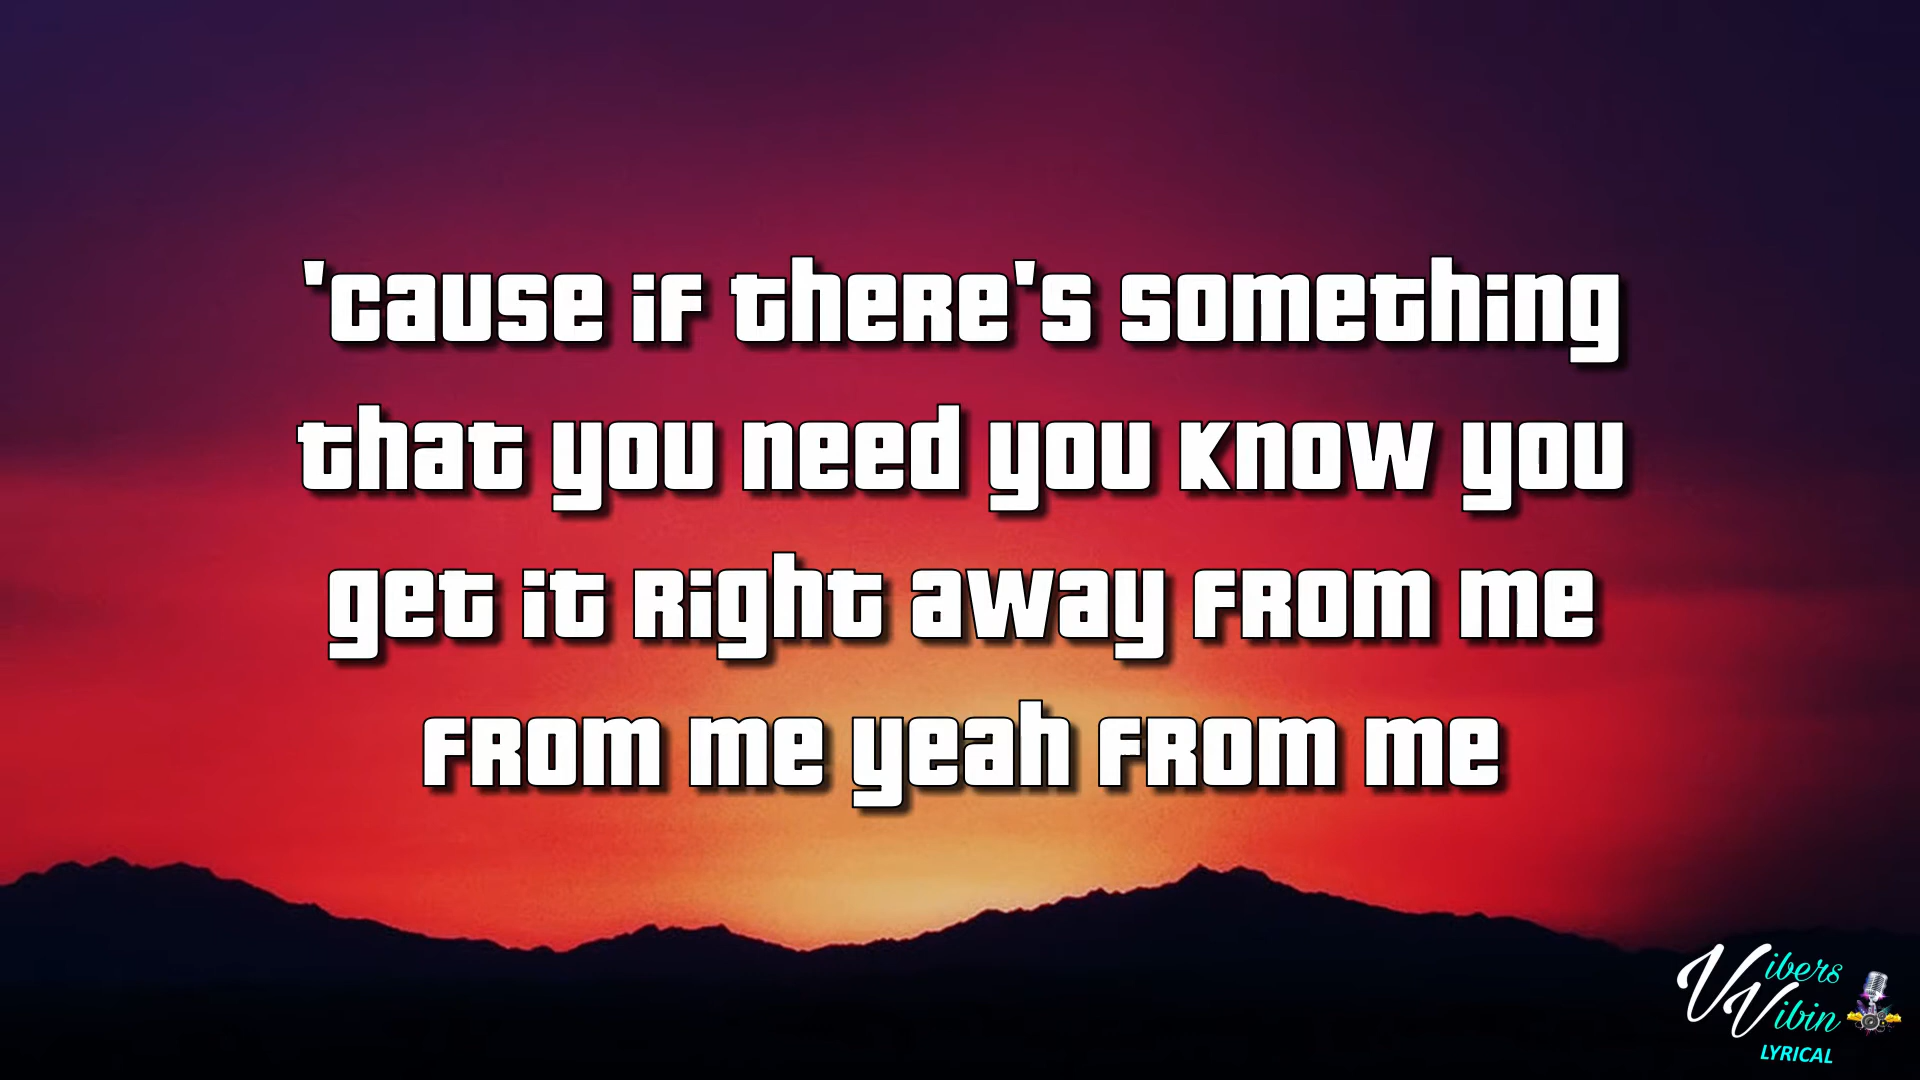 'cause if there's something
that you need you know you
get it right away from me
from me yeah from me
Vibers
Vibin
LYRICAL